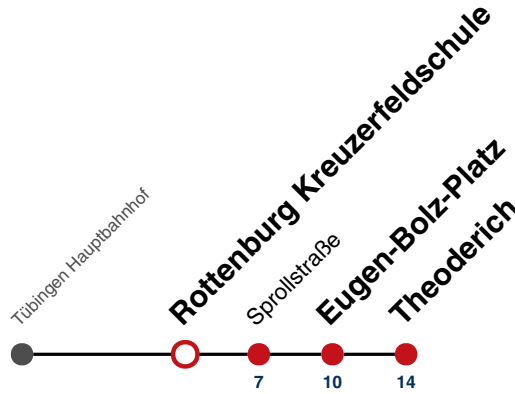 Tübingen Hauptbahnhof
Rottenburg Kreuzerfeldschule
Sprollstraße
Eugen-Bolz-Platz
Theoderich
7 10 14